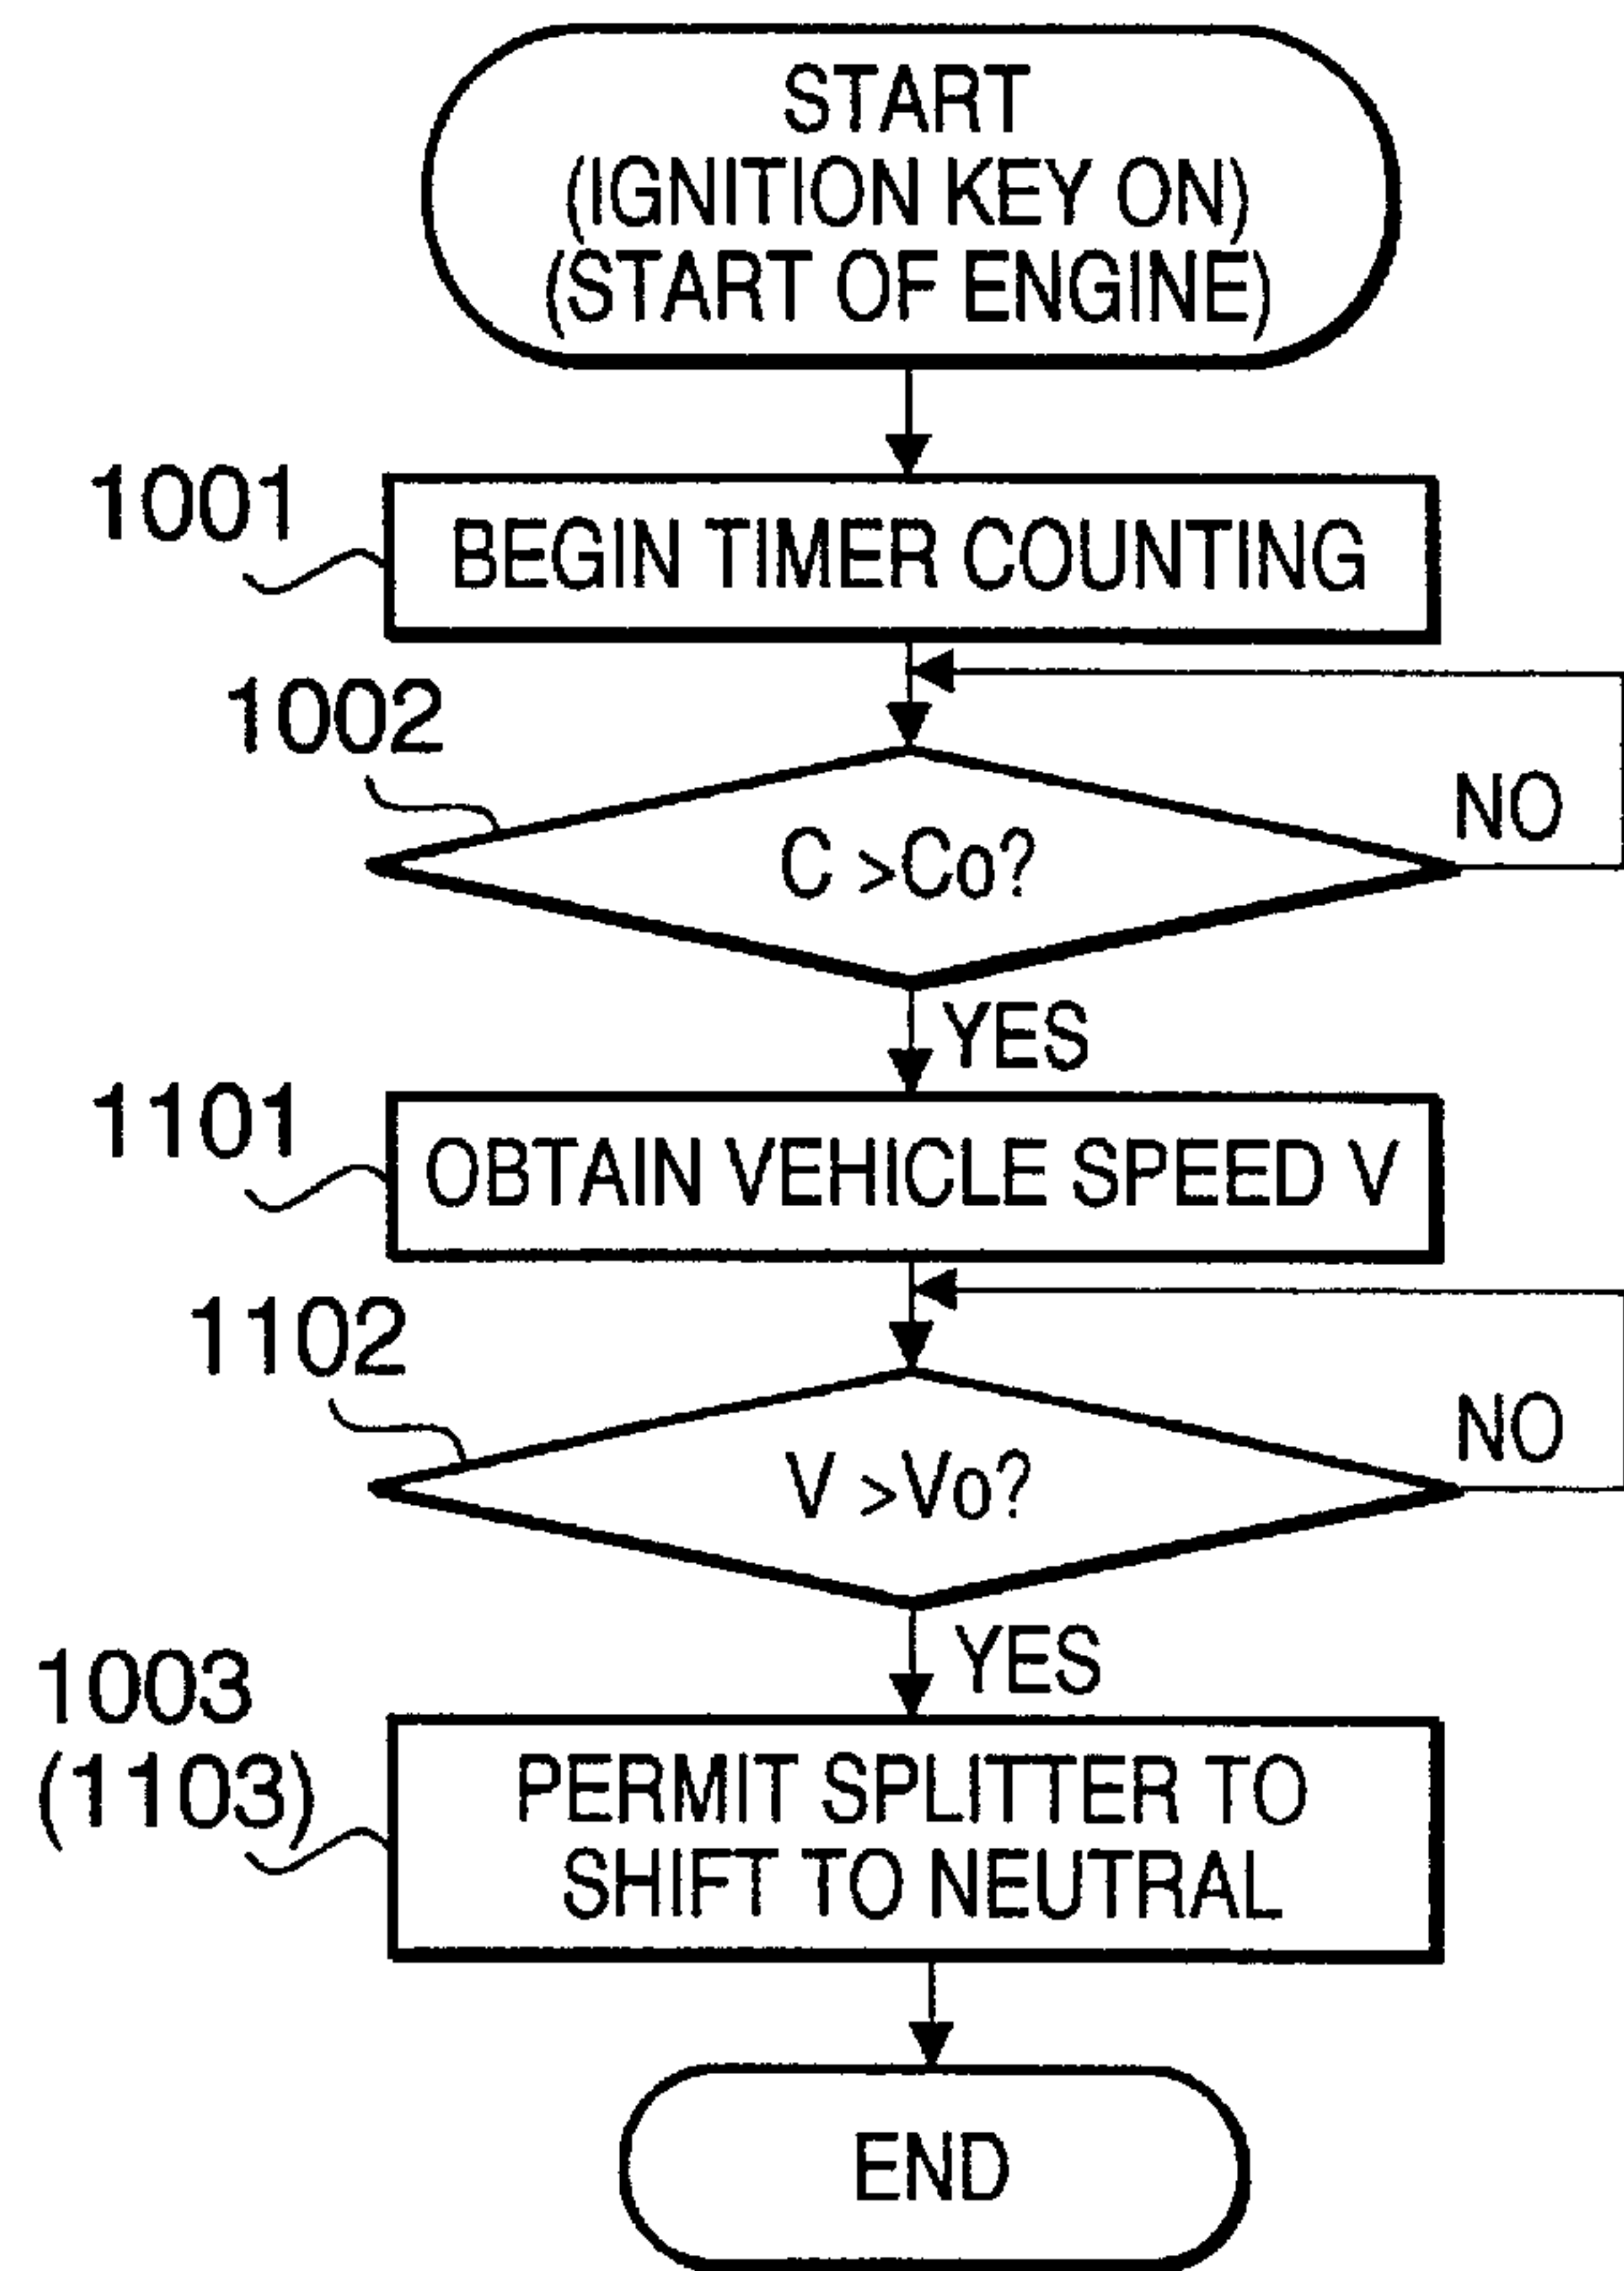 START
(IGNITION KEY ON)
(START OF ENGINE)
1001
BEGIN TIMER COUNTING
1002
C >Co?
NO
YES
1101
OBTAIN VEHICLE SPEED V
1102
V >Vo?
NO
YES
1003
(1103)
PERMIT SPLITTER TO
SHIFT TO NEUTRAL
END